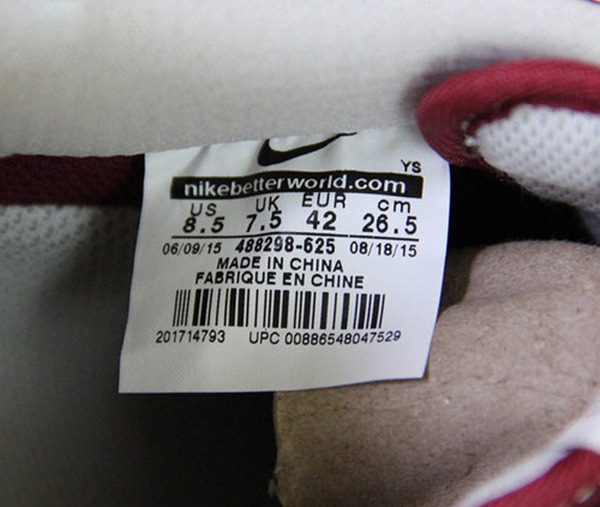 YS
nikebetterworld.com
US UK EUR cm
8.5 7.5 42 26.5
06/09/15 488298-625 08/18/15
MADE IN CHINA
FABRIQUE EN CHINE
201714793 UPC 00886548047529